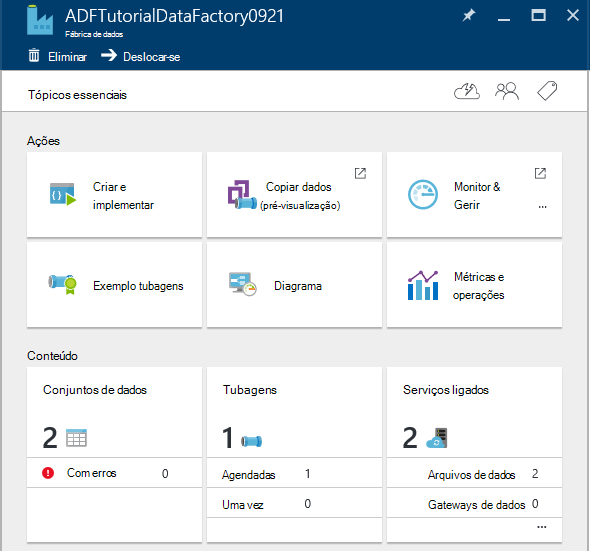 ADFTutorialDataFactory0921
Fábrica de dados
Eliminar Deslocar-se
Tópicos essenciais
Ações
Criar e implementar
Copiar dados (pré-visualização)
Monitor & Gerir
...
Exemplo tubagens
Diagrama
Métricas e operações
Conteúdo
Conjuntos de dados
2
Com erros 0
Tubagens
1
Agendadas 1
Uma vez 0
Serviços ligados
2
Arquivos de dados 2
Gateways de dados 0
...